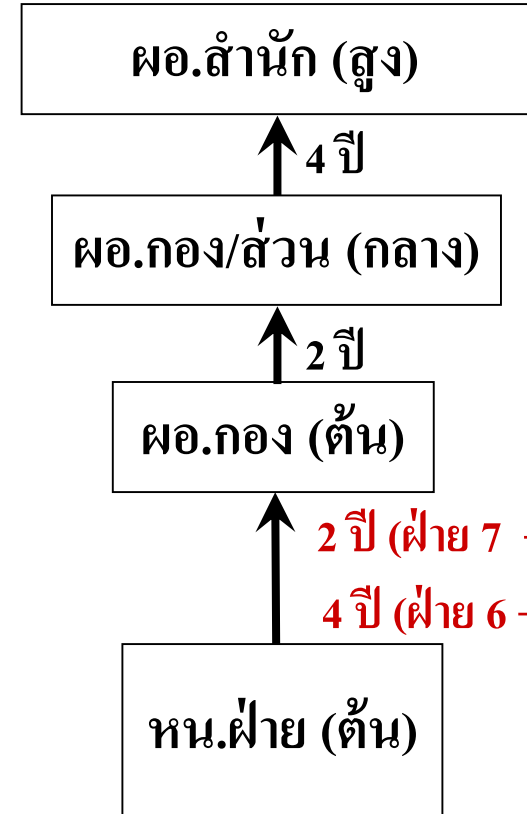 ผอ.สำนัก (สูง)
4 ปี
ผอ.กอง/ส่วน (กลาง)
2 ปี
ผอ.กอง (ต้น)
2 ปี (ฝ่าย 7 -
4 ปี (ฝ่าย 6 -
หน.ฝ่าย (ต้น)